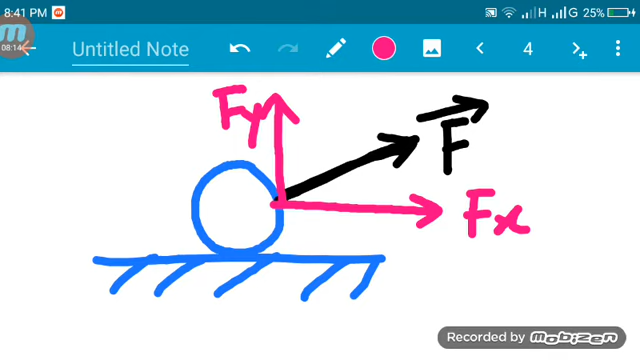 8:41 PM H G 25%
08:14
Untitled Note 4
Fy
F
Fx
Recorded by mobizen